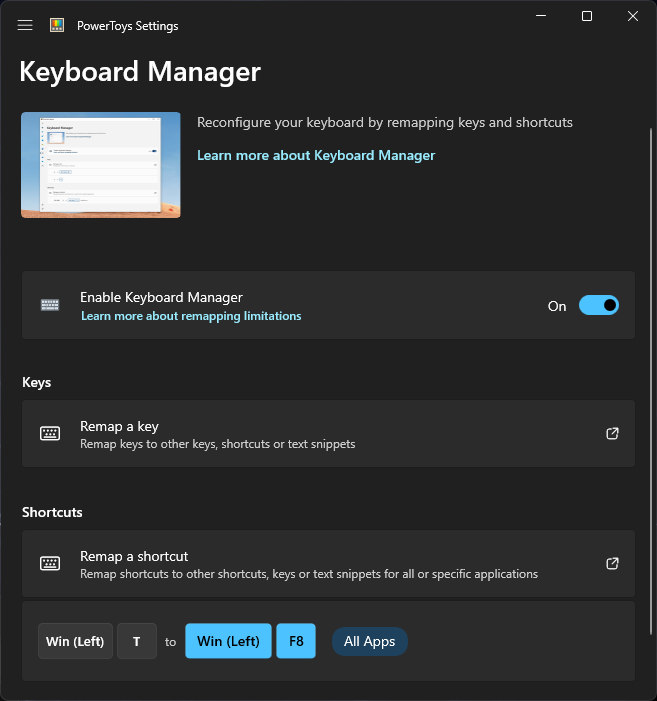 PowerToys Settings
Keyboard Manager
Reconfigure your keyboard by remapping keys and shortcuts
Learn more about Keyboard Manager
Keyboard Manager
Enable Keyboard Manager
Learn more about remapping limitations
On
Keys
Remap a key
Remap keys to other keys, shortcuts or text snippets
Shortcuts
Remap a shortcut
Remap shortcuts to other shortcuts, keys or text snippets for all or specific applications
Win (Left) T to Win (Left) F8 All Apps